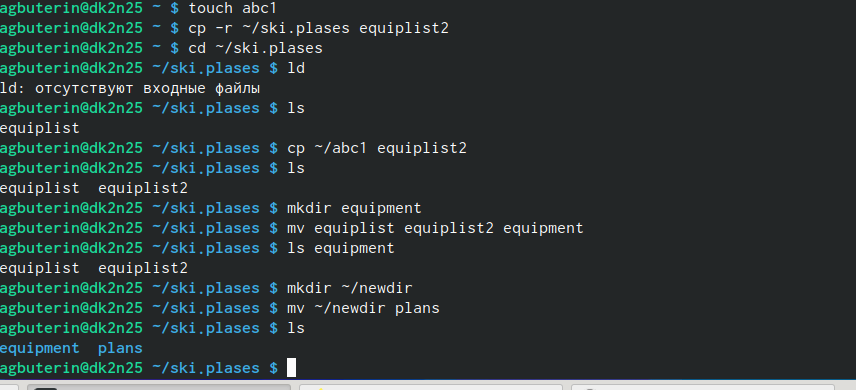 agbuterin@dk2n25 ~ $ touch abc1
agbuterin@dk2n25 ~ $ cp -r ~/ski.plases equiplist2
agbuterin@dk2n25 ~ $ cd ~/ski.plases
agbuterin@dk2n25 ~/ski.plases $ ld
ld: отсутствуют входные файлы
agbuterin@dk2n25 ~/ski.plases $ ls
equiplist
agbuterin@dk2n25 ~/ski.plases $ cp ~/abc1 equiplist2
agbuterin@dk2n25 ~/ski.plases $ ls
equiplist  equiplist2
agbuterin@dk2n25 ~/ski.plases $ mkdir equipment
agbuterin@dk2n25 ~/ski.plases $ mv equiplist equiplist2 equipment
agbuterin@dk2n25 ~/ski.plases $ ls equipment
equiplist  equiplist2
agbuterin@dk2n25 ~/ski.plases $ mkdir ~/newdir
agbuterin@dk2n25 ~/ski.plases $ mv ~/newdir plans
agbuterin@dk2n25 ~/ski.plases $ ls
equipment  plans
agbuterin@dk2n25 ~/ski.plases $